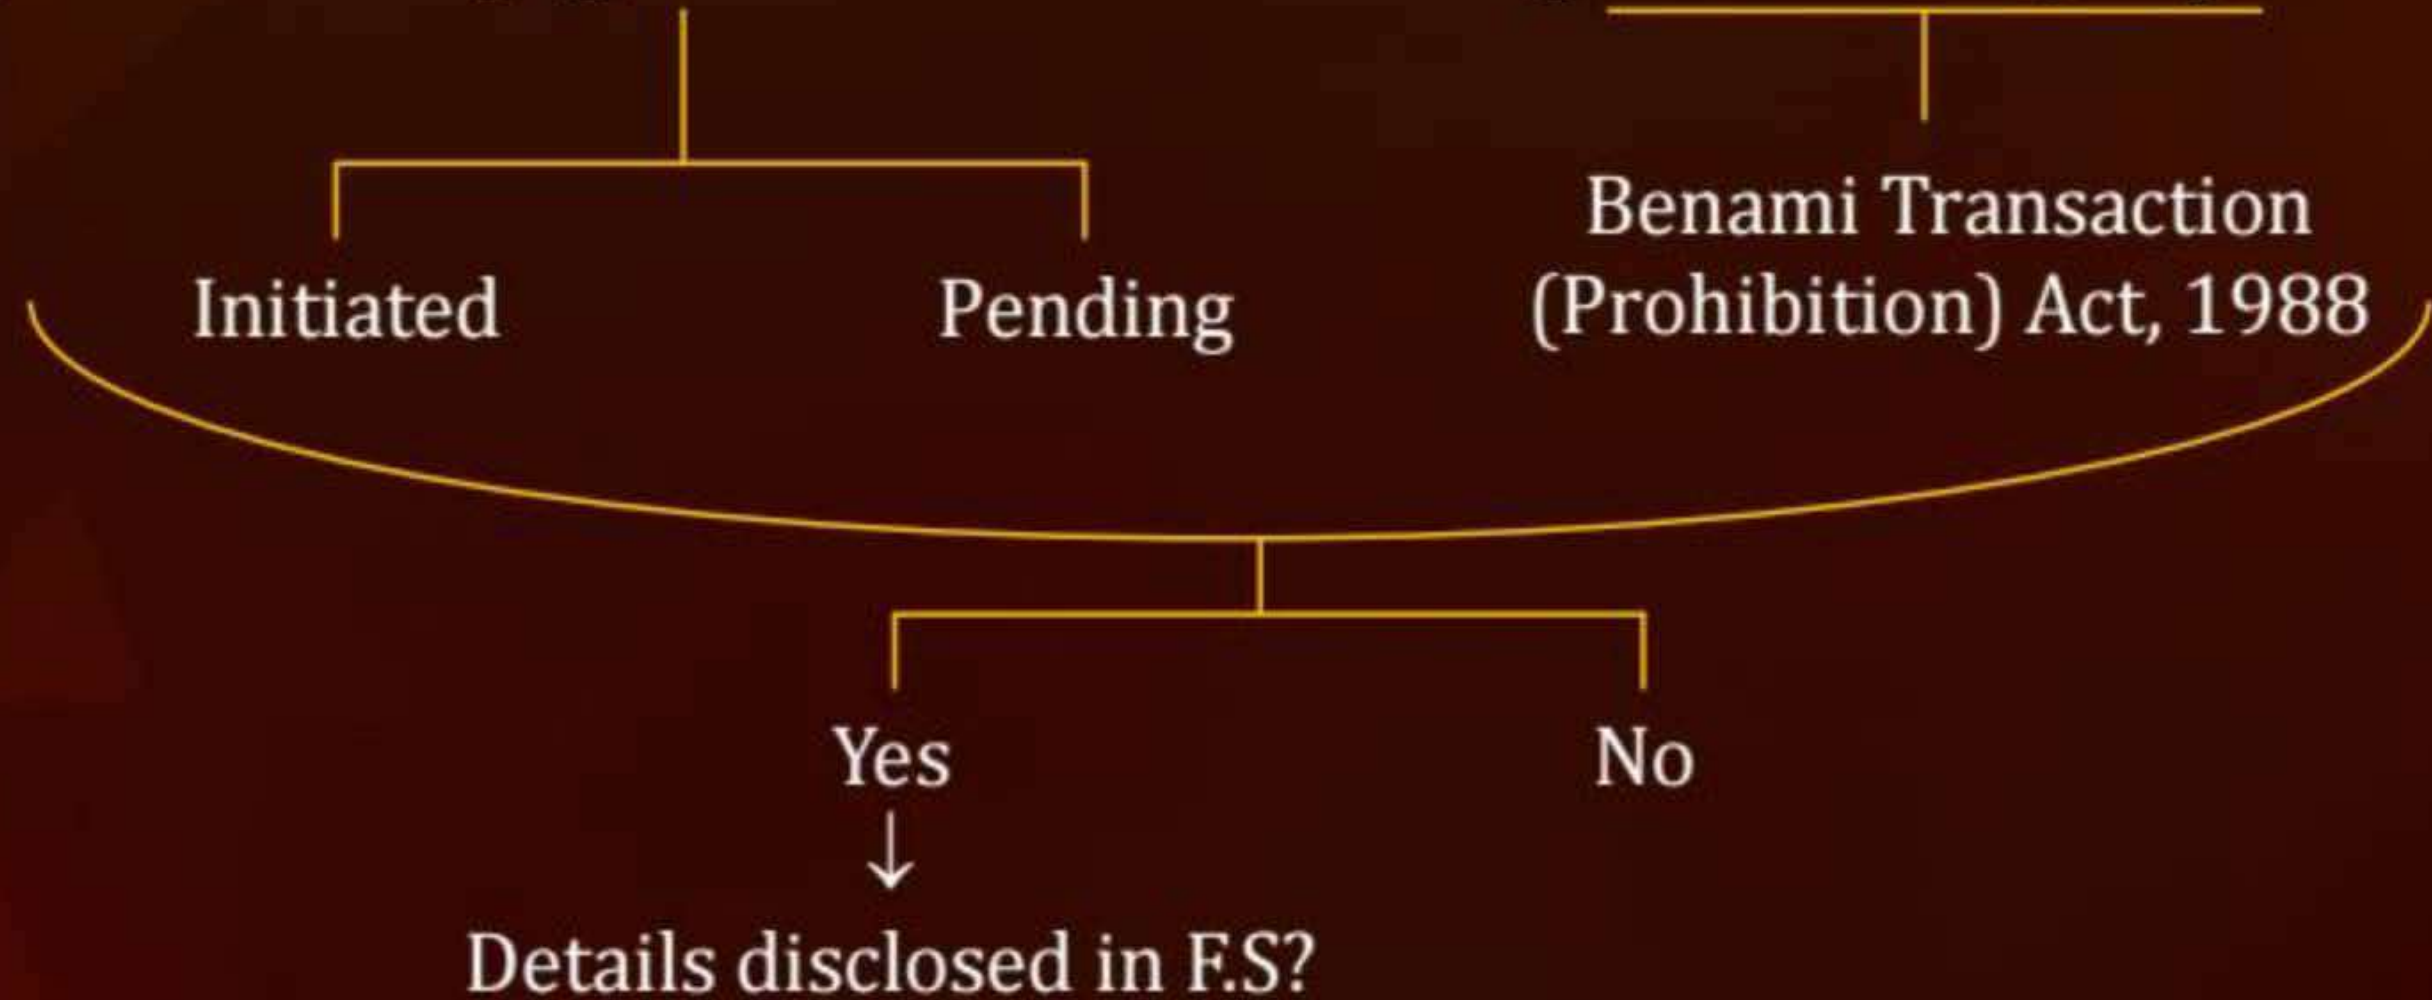 Initiated
Pending
Benami Transaction
(Prohibition) Act, 1988
Yes
No
↓
Details disclosed in F.S?